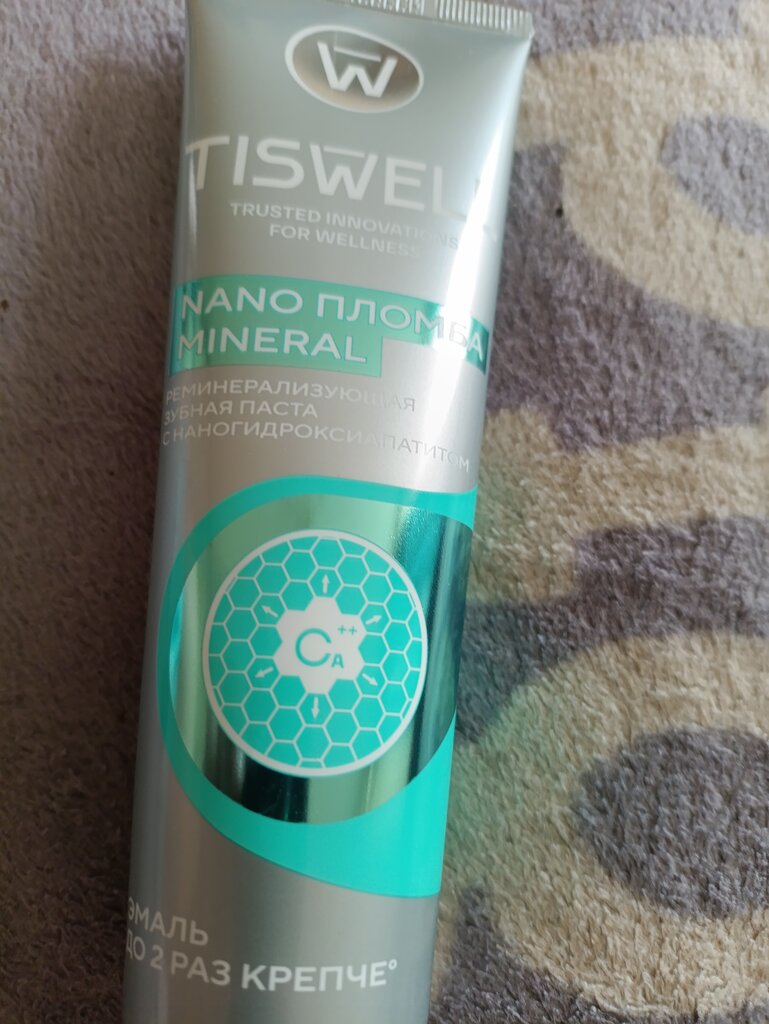 W
TISWELL
TRUSTED INNOVATIONS
FOR WELLNESS
NANO ПЛОМБА
MINERAL
РЕМИНЕРАЛИЗУЮЩАЯ
ЗУБНАЯ ПАСТА
С НАНОГИДРОКСИАПАТИТОМ
CA++
ЭМАЛЬ
ДО 2 РАЗ КРЕПЧЕ°